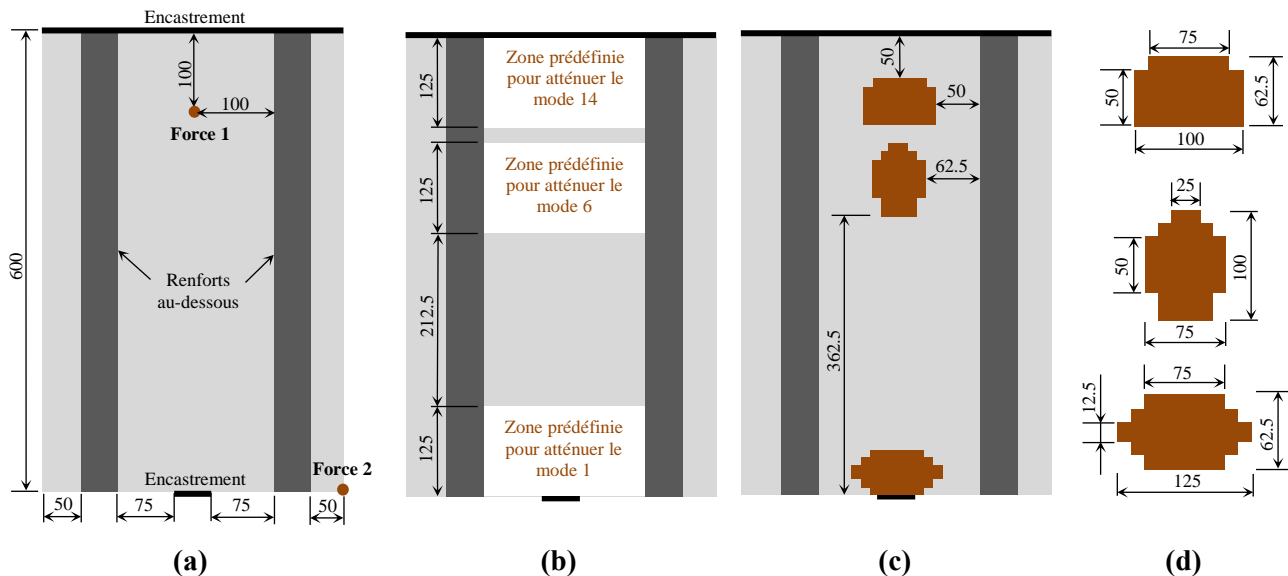 Encastrement
100
100
Force 1
600
Renforts
au-dessous
Encastrement
Force 2
50
75
75
50
(a)
125
Zone prédéfinie
pour atténuer le
mode 14
125
Zone prédéfinie
pour atténuer le
mode 6
212.5
125
Zone prédéfinie
pour atténuer le
mode 1
(b)
50
50
62.5
362.5
(c)
75
50
62.5
100
25
50
100
75
75
12.5
62.5
125
(d)